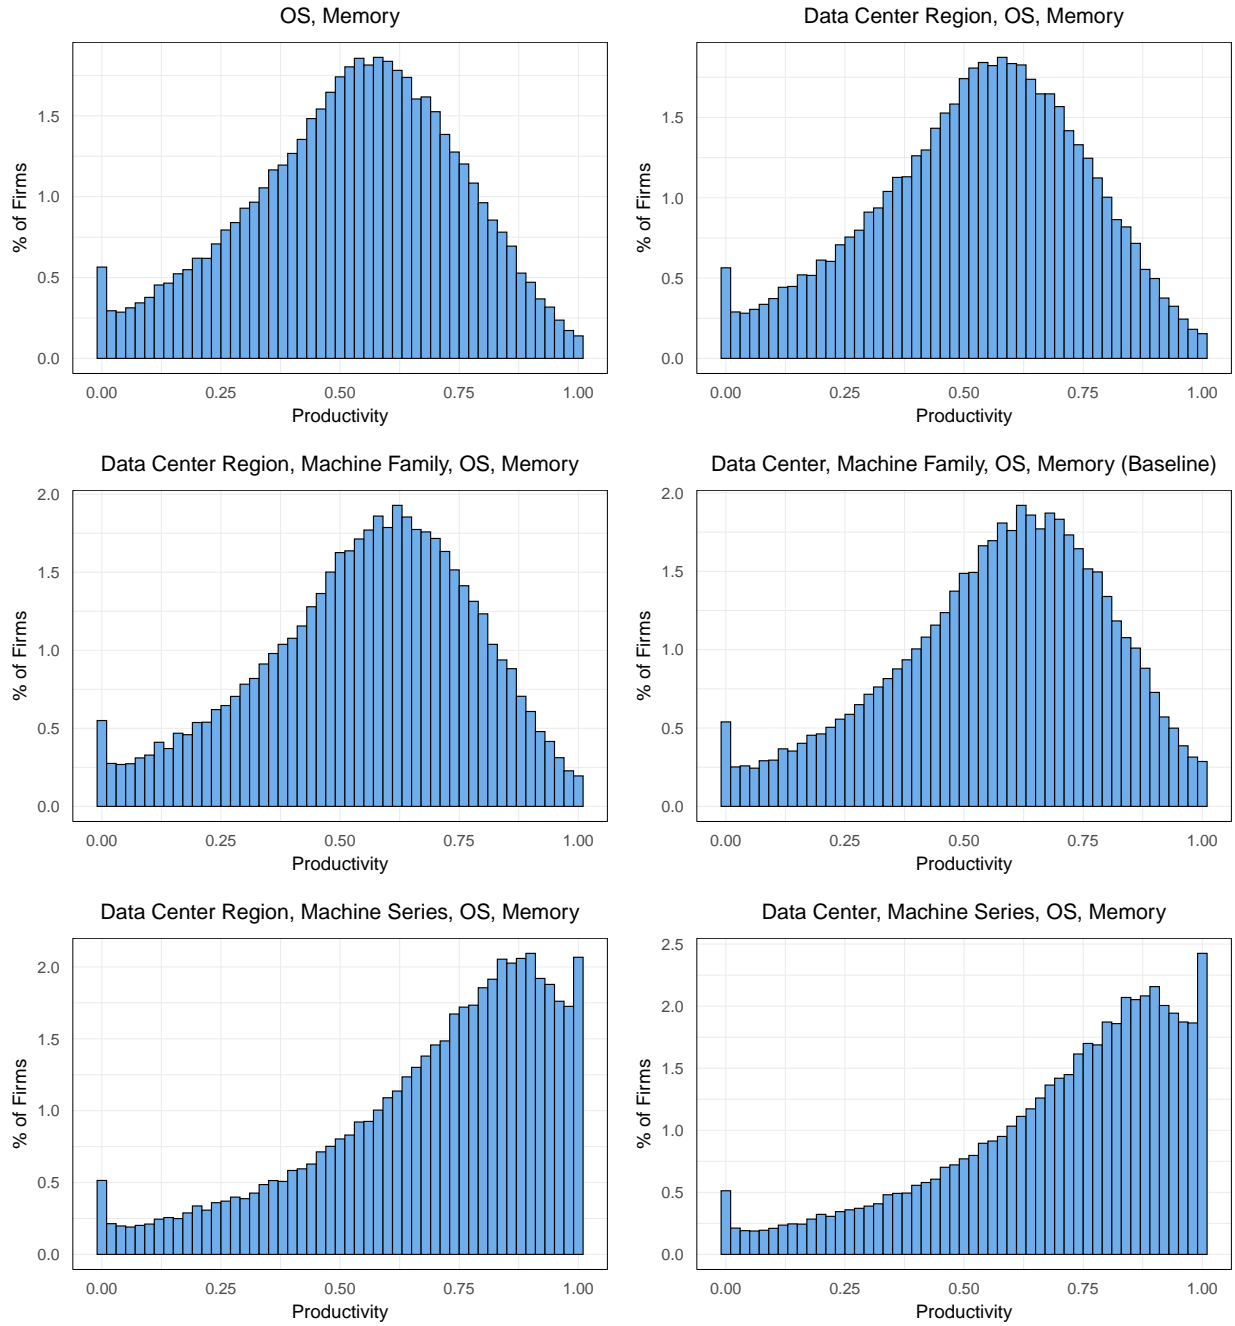 OS, Memory
% of Firms
1.5
1.0
0.5
0.0
0.00 0.25 0.50 0.75 1.00
Productivity
Data Center Region, OS, Memory
% of Firms
1.5
1.0
0.5
0.0
0.00 0.25 0.50 0.75 1.00
Productivity
Data Center Region, Machine Family, OS, Memory
% of Firms
2.0
1.5
1.0
0.5
0.0
0.00 0.25 0.50 0.75 1.00
Productivity
Data Center, Machine Family, OS, Memory (Baseline)
% of Firms
2.0
1.5
1.0
0.5
0.0
0.00 0.25 0.50 0.75 1.00
Productivity
Data Center Region, Machine Series, OS, Memory
% of Firms
2.0
1.5
1.0
0.5
0.0
0.00 0.25 0.50 0.75 1.00
Productivity
Data Center, Machine Series, OS, Memory
% of Firms
2.5
2.0
1.5
1.0
0.5
0.0
0.00 0.25 0.50 0.75 1.00
Productivity